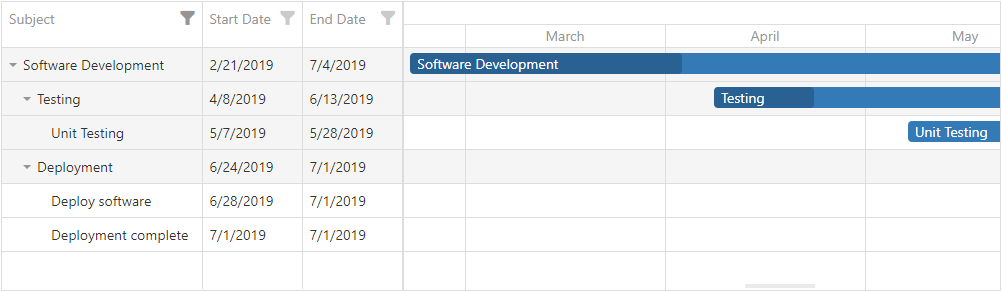 Subject Start Date End Date
March April May
Software Development 2/21/2019 7/4/2019 Software Development
Testing 4/8/2019 6/13/2019 Testing
Unit Testing 5/7/2019 5/28/2019 Unit Testing
Deployment 6/24/2019 7/1/2019
Deploy software 6/28/2019 7/1/2019
Deployment complete 7/1/2019 7/1/2019